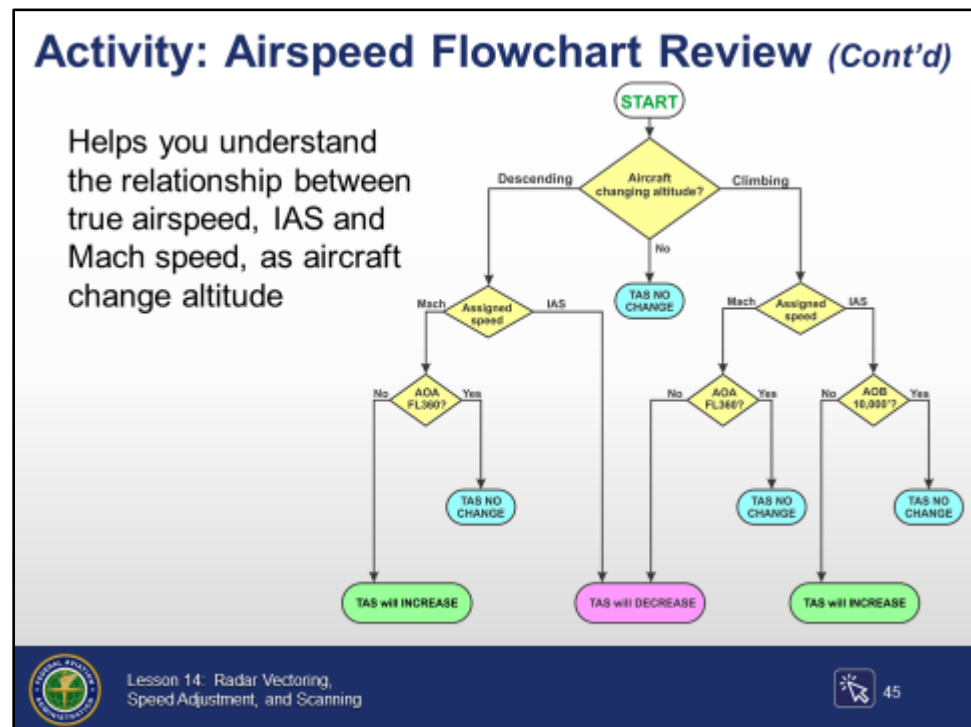 Activity: Airspeed Flowchart Review (Cont'd)
Helps you understand
the relationship between
true airspeed, IAS and
Mach speed, as aircraft
change altitude
START
Aircraft
changing altitude?
Descending
Climbing
No
TAS NO
CHANGE
Mach
Assigned
speed
IAS
Mach
Assigned
speed
IAS
No
AOA
FL360?
Yes
No
AOA
FL360?
Yes
No
AOB
10,000'?
Yes
TAS NO
CHANGE
TAS NO
CHANGE
TAS NO
CHANGE
TAS will INCREASE
TAS will DECREASE
TAS will INCREASE
FEDERAL AVIATION
ADMINISTRATION
Lesson 14: Radar Vectoring,
Speed Adjustment, and Scanning
45